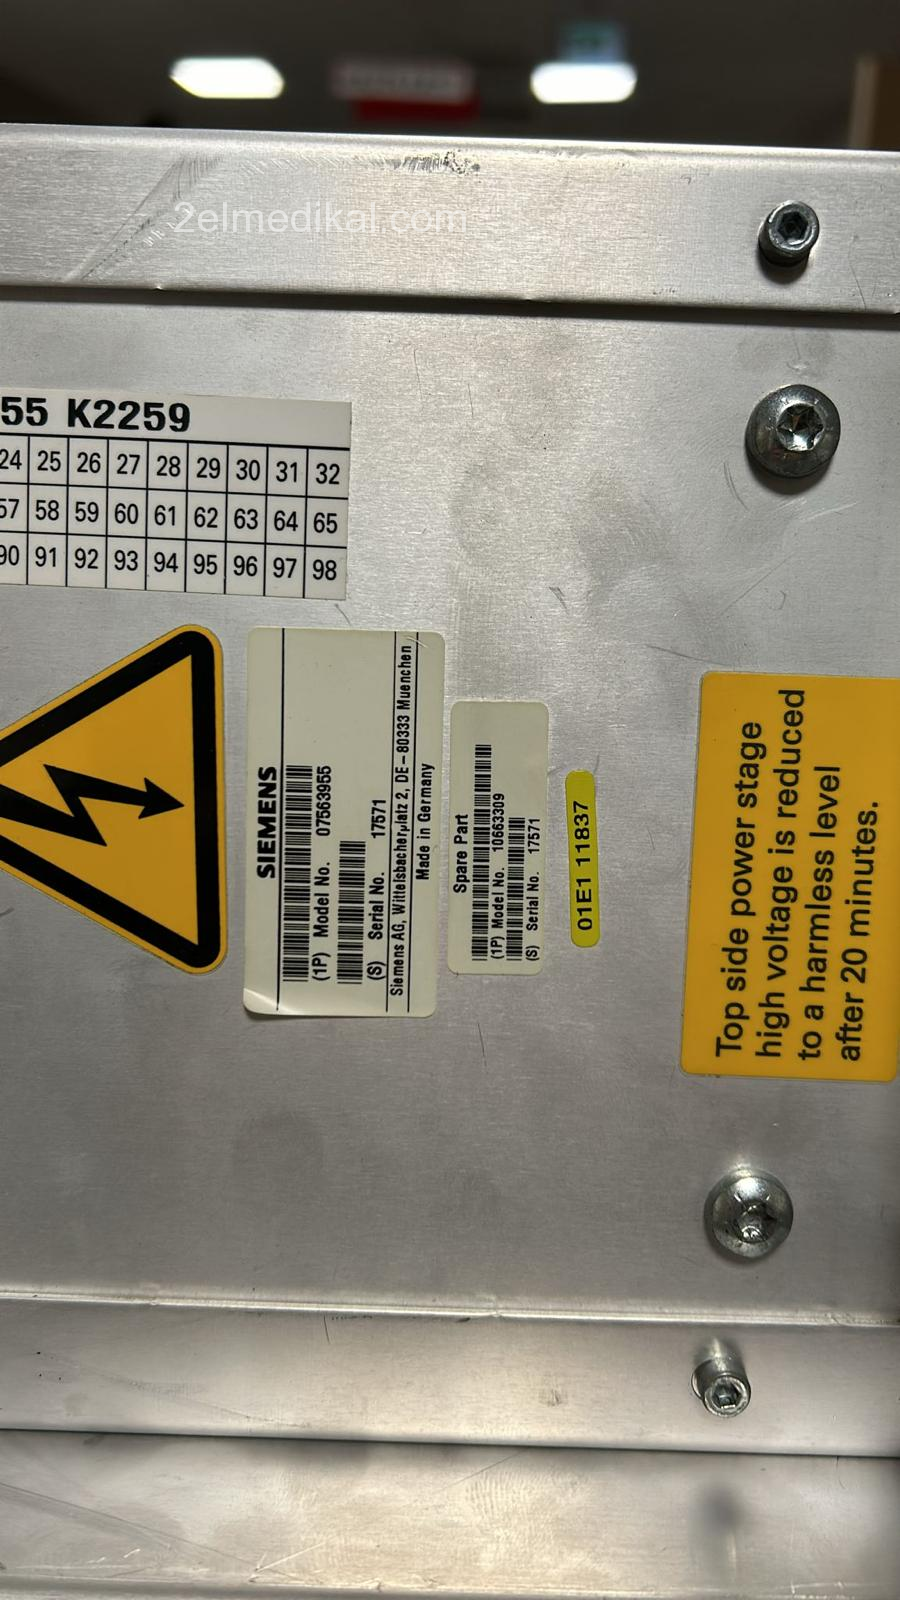 2elmedikal.com
55 K2259
24 25 26 27 28 29 30 31 32
57 58 59 60 61 62 63 64 65
90 91 92 93 94 95 96 97 98
SIEMENS
(1P) Model No. 07563955
(S) Serial No. 17571
Siemens AG, Wittelsbacherplatz 2, DE-80333 Muenchen
Made in Germany
Spare Part
(1P) Model No. 10663309
(S) Serial No. 17571
01E1 11837
Top side power stage
high voltage is reduced
to a harmless level
after 20 minutes.